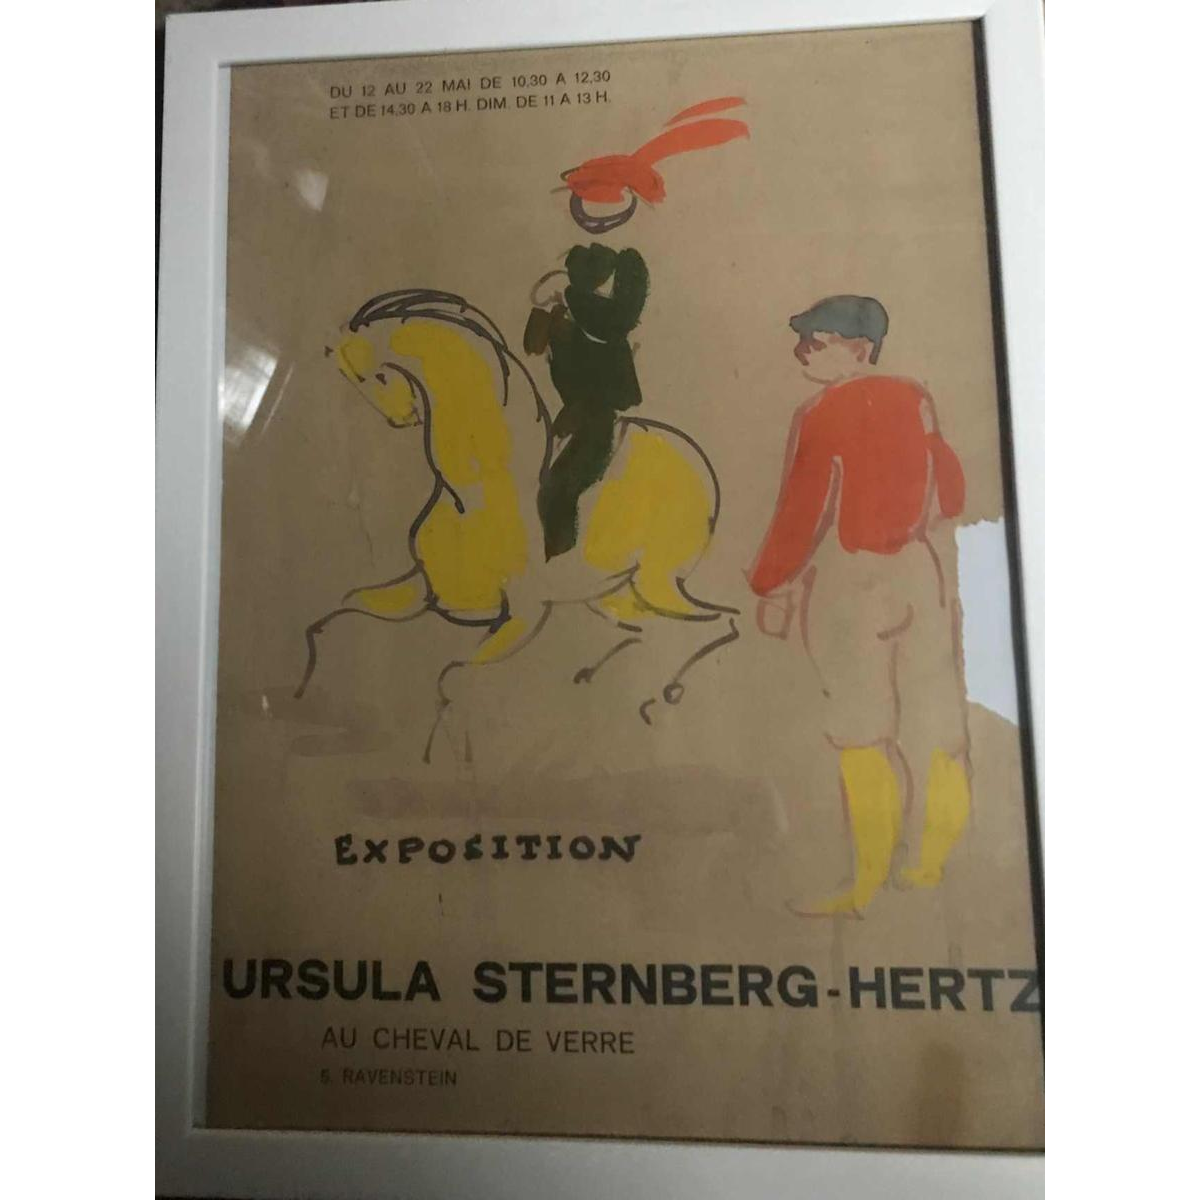 DU 12 AU 22 MAI DE 10,30 A 12,30
ET DE 14,30 A 18 H. DIM. DE 11 A 13 H.
EXPOSITION
URSULA STERNBERG-HERTZ
AU CHEVAL DE VERRE
6, RAVENSTEIN